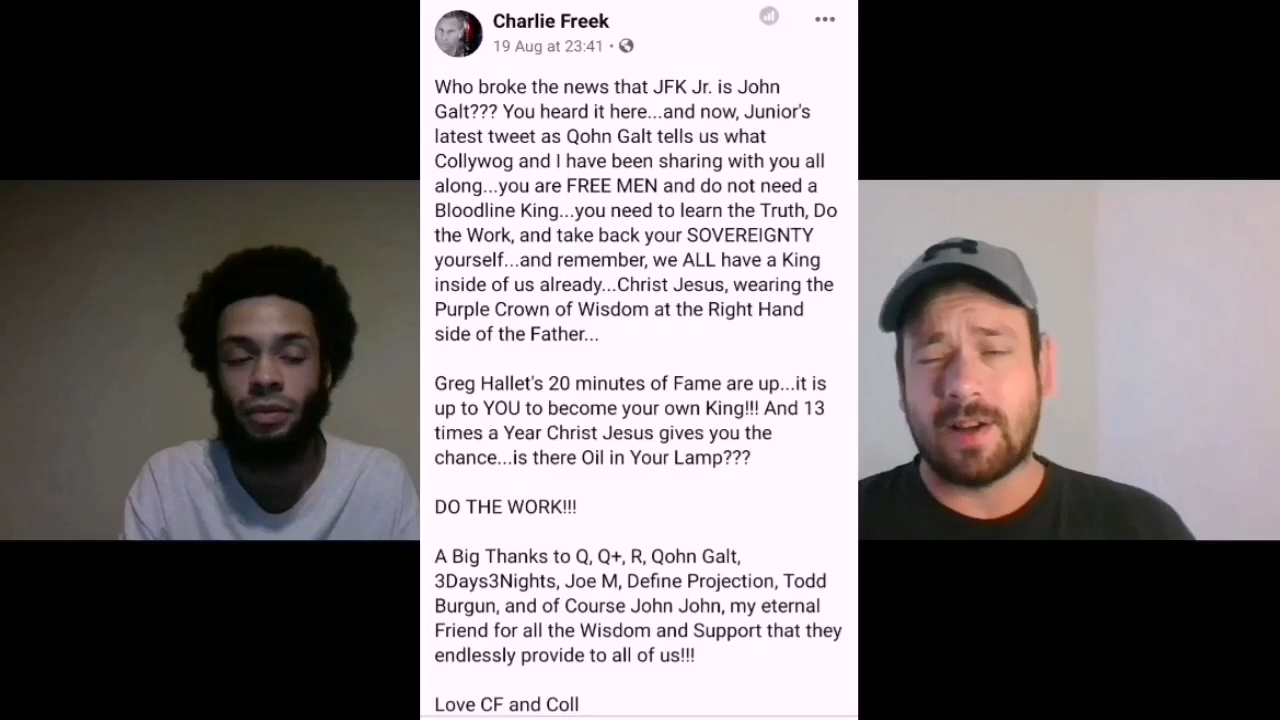 Charlie Freek
19 Aug at 23:41 •
Who broke the news that JFK Jr. is John
Galt??? You heard it here...and now, Junior's
latest tweet as Qohn Galt tells us what
Collywog and I have been sharing with you all
along...you are FREE MEN and do not need a
Bloodline King...you need to learn the Truth, Do
the Work, and take back your SOVEREIGNTY
yourself...and remember, we ALL have a King
inside of us already...Christ Jesus, wearing the
Purple Crown of Wisdom at the Right Hand
side of the Father...
Greg Hallet's 20 minutes of Fame are up...it is
up to YOU to become your own King!!! And 13
times a Year Christ Jesus gives you the
chance...is there Oil in Your Lamp???
DO THE WORK!!!
A Big Thanks to Q, Q+, R, Qohn Galt,
3Days3Nights, Joe M, Define Projection, Todd
Burgun, and of Course John John, my eternal
Friend for all the Wisdom and Support that they
endlessly provide to all of us!!!
Love CF and Coll